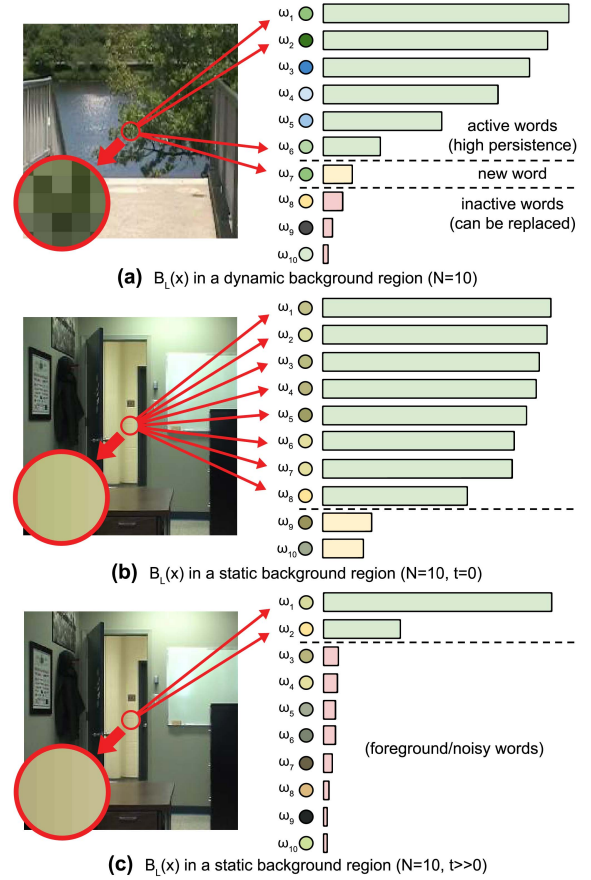 ω1
ω2
ω3
ω4
ω5
ω6
ω7
ω8
ω9
ω10
active words
(high persistence)
new word
inactive words
(can be replaced)
(a) BL(x) in a dynamic background region (N=10)
ω1
ω2
ω3
ω4
ω5
ω6
ω7
ω8
ω9
ω10
(b) BL(x) in a static background region (N=10, t=0)
ω1
ω2
ω3
ω4
ω5
ω6
ω7
ω8
ω9
ω10
(foreground/noisy words)
(c) BL(x) in a static background region (N=10, t>>0)